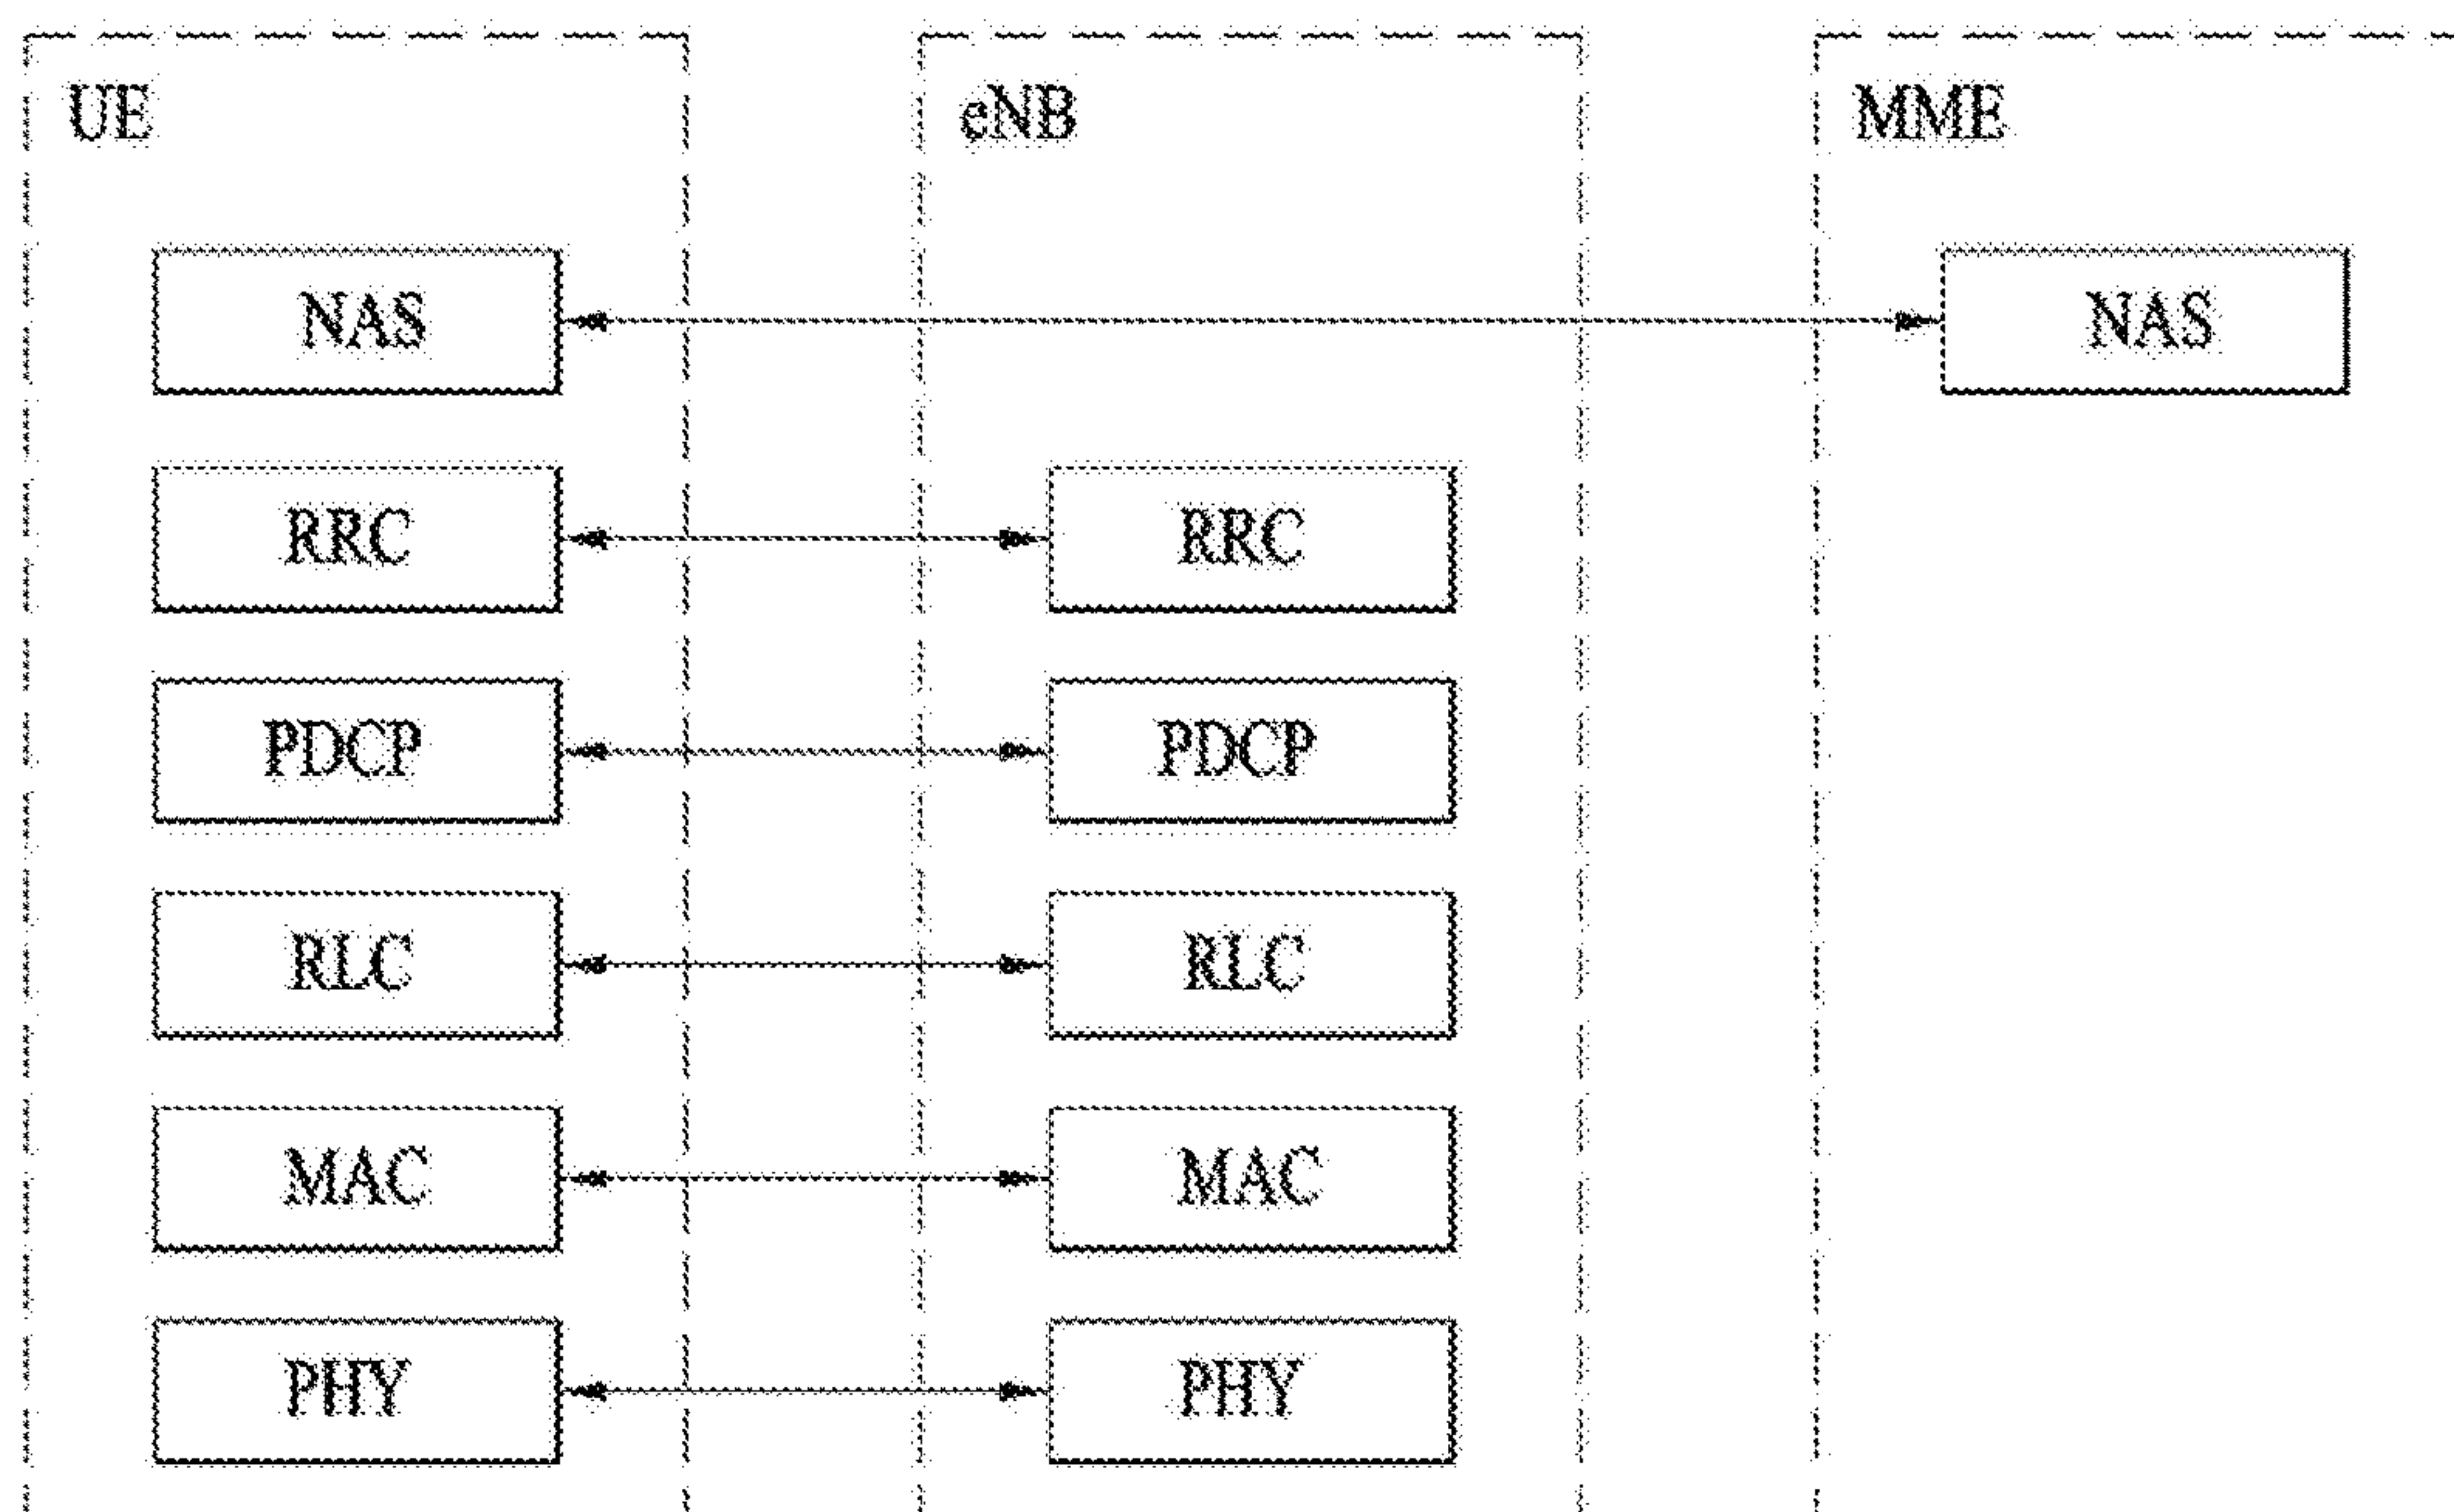 UE eNB MME
NAS NAS
RRC RRC
PDCP PDCP
RLC RLC
MAC MAC
PHY PHY